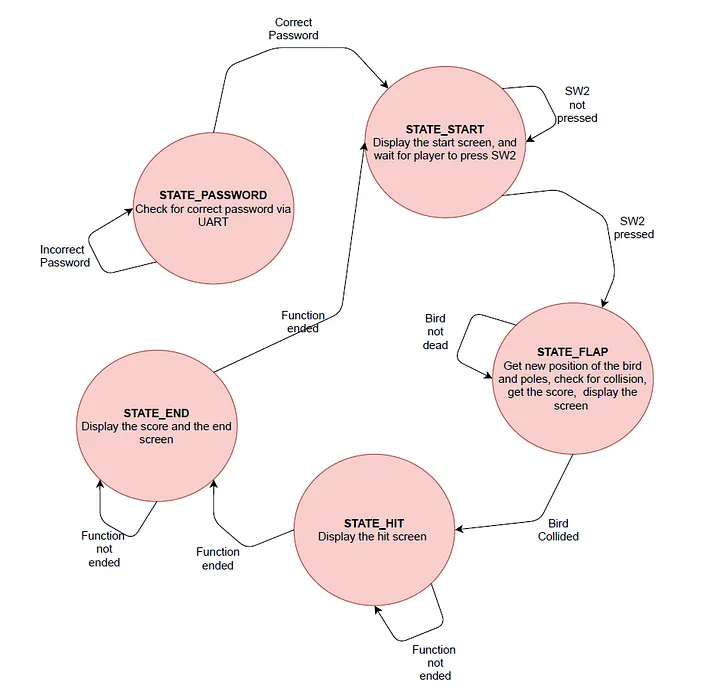 Correct
Password
STATE_START
Display the start screen, and
wait for player to press SW2
SW2
not
pressed
STATE_PASSWORD
Check for correct password via
UART
Incorrect
Password
SW2
pressed
Function
ended
Bird
not
dead
STATE_FLAP
Get new position of the bird
and poles, check for collision,
get the score, display the
screen
STATE_END
Display the score and the end
screen
STATE_HIT
Display the hit screen
Bird
Collided
Function
not
ended
Function
ended
Function
not
ended